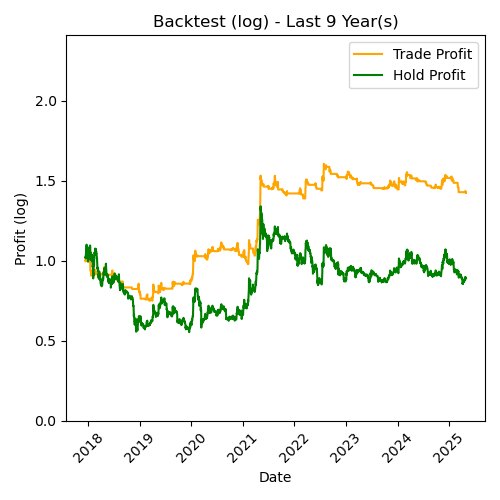 Backtest (log) - Last 9 Year(s)
Trade Profit
Hold Profit
Profit (log)
2.0
1.5
1.0
0.5
0.0
2018 2019 2020 2021 2022 2023 2024 2025
Date